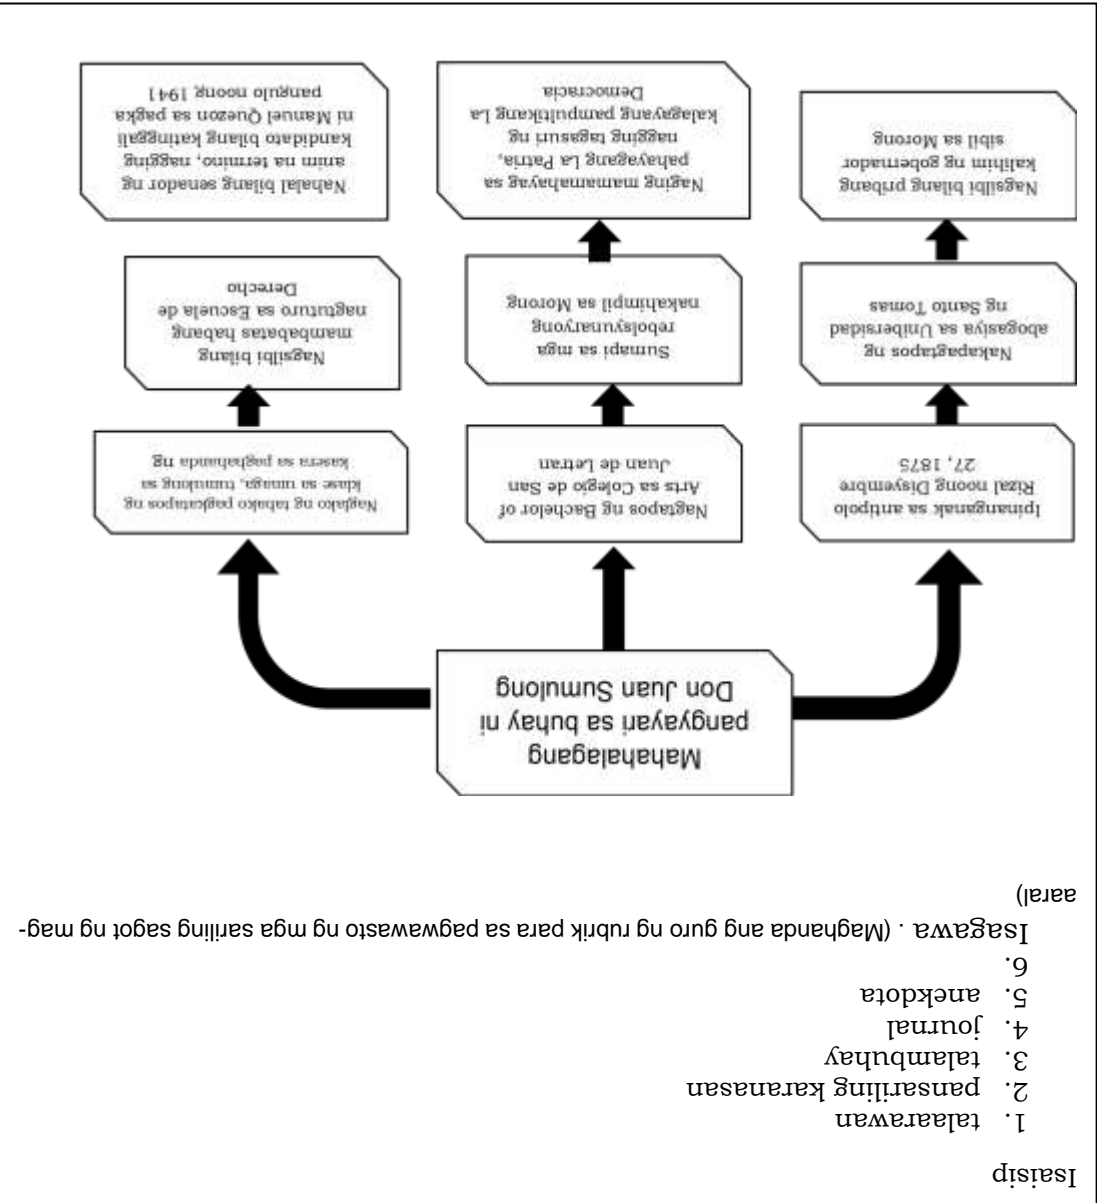 Isaisip
1. talaarawan
2. pansariling karanasan
3. talambuhay
4. journal
5. anekdota
6.
Isagawa . (Maghanda ang guro ng rubrik para sa pagwawasto ng mga sariling sagot ng mag-
aaral)
Mahahalagang
pangyayari sa buhay ni
Don Juan Sumulong
Ipinanganak sa antipolo
Rizal noong Disyembre
27, 1875
Nakapagtapos ng
abogasiya sa Unibersidad
ng Santo Tomas
Nagsilbi bilang pribang
kalihim ng gobernador
sibil sa Morong
Nagtapos ng Bachelor of
Arts sa Colegio de San
Juan de Letran
Sumapi sa mga
rebolsyunaryong
nakahimpil sa Morong
Naging mamamahayag sa
pahayagang La Patria,
nagging tagasuri ng
kalagayang pampultikang La
Democracia
Naglako ng tabako pagkatapos ng
klase sa umaga, tumulong sa
kasera sa paghahanda ng
Nagsilbi bilang
mambabatas habang
nagtuturo sa Escuela de
Derecho
Nahalal bilang senador ng
anim na termino, nagging
kandidato bilang katinggali
ni Manuel Quezon sa pagka
pangulo noong 1941